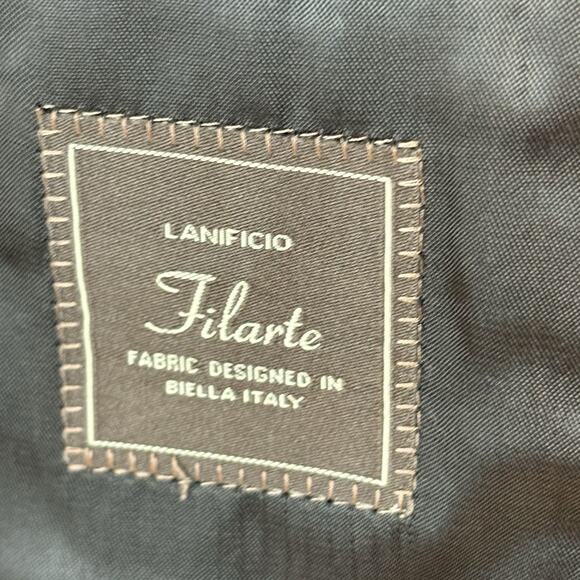 LANIFICIO
Filarte
FABRIC DESIGNED IN
BIELLA ITALY